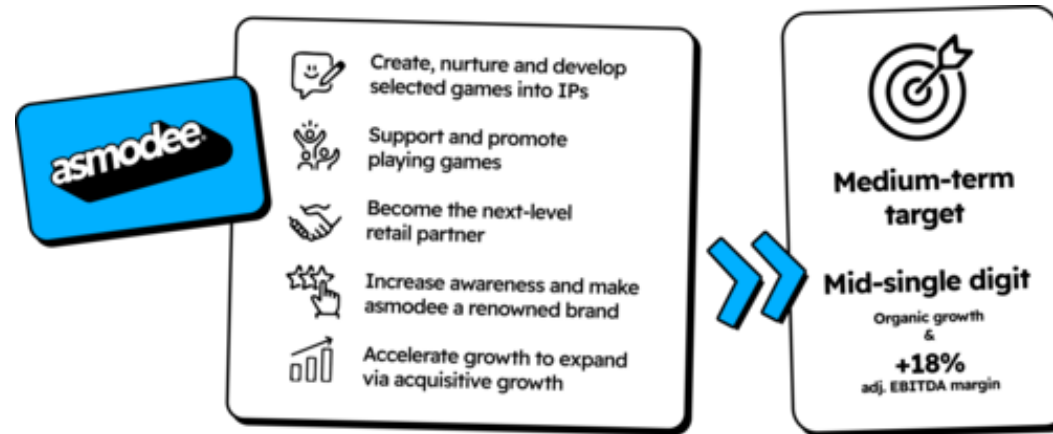 asmodee
Create, nurture and develop
selected games into IPs
Support and promote
playing games
Become the next-level
retail partner
Increase awareness and make
asmodee a renowned brand
Accelerate growth to expand
via acquisitive growth
Medium-term
target
Mid-single digit
Organic growth
&
+18%
adj. EBITDA margin